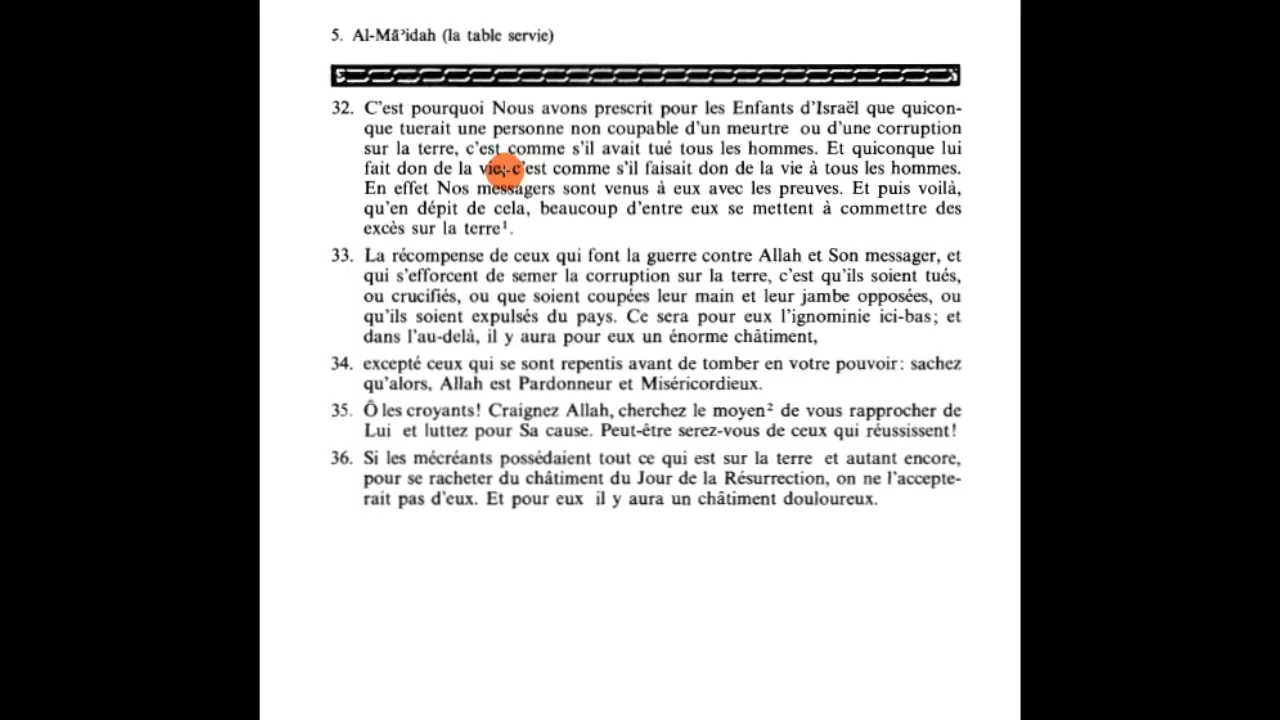 5. Al-Māʾidah (la table servie)
32. C'est pourquoi Nous avons prescrit pour les Enfants d'Israël que quicon-
que tuerait une personne non coupable d'un meurtre ou d'une corruption
sur la terre, c'est comme s'il avait tué tous les hommes. Et quiconque lui
fait don de la vie, c'est comme s'il faisait don de la vie à tous les hommes.
En effet Nos messagers sont venus à eux avec les preuves. Et puis voilà,
qu'en dépit de cela, beaucoup d'entre eux se mettent à commettre des
excès sur la terre¹.
33. La récompense de ceux qui font la guerre contre Allah et Son messager, et
qui s'efforcent de semer la corruption sur la terre, c'est qu'ils soient tués,
ou crucifiés, ou que soient coupées leur main et leur jambe opposées, ou
qu'ils soient expulsés du pays. Ce sera pour eux l'ignominie ici-bas; et
dans l'au-delà, il y aura pour eux un énorme châtiment,
34. excepté ceux qui se sont repentis avant de tomber en votre pouvoir: sachez
qu'alors, Allah est Pardonneur et Miséricordieux.
35. Ô les croyants! Craignez Allah, cherchez le moyen² de vous rapprocher de
Lui et luttez pour Sa cause. Peut-être serez-vous de ceux qui réussissent!
36. Si les mécréants possédaient tout ce qui est sur la terre et autant encore,
pour se racheter du châtiment du Jour de la Résurrection, on ne l'accepte-
rait pas d'eux. Et pour eux il y aura un châtiment douloureux.